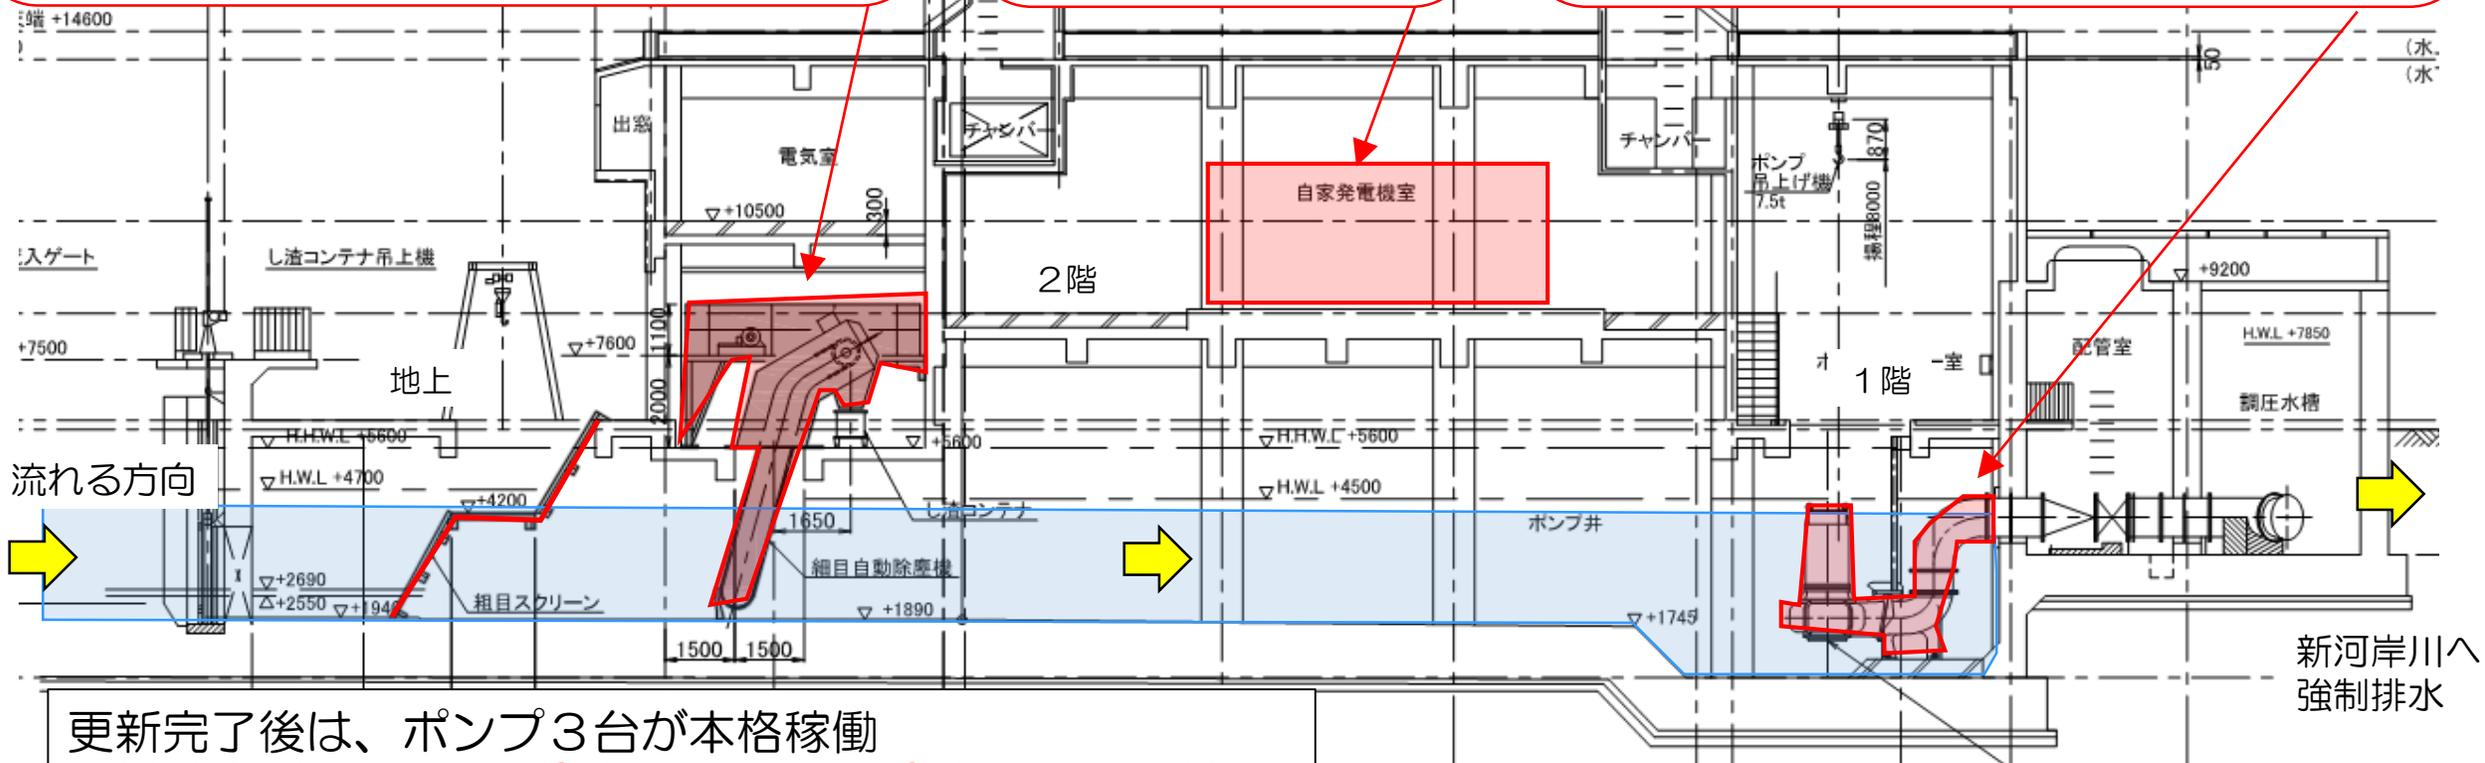 端 +14600
(水
50
(水
出窓
電気室
チャンバー
チャンバー
ポンプ
吊上げ機
7.5t
870
揚程8000
自家発電機室
+10500
300
入ゲート
し渣コンテナ吊上機
2階
+9200
+7500
+7600
1100
2000
地上
1階
ー室
配管室
H.W.L +7850
調圧水槽
H.H.W.L +5600
+5600
H.H.W.L +5600
流れる方向
H.W.L +4700
+4200
H.W.L +4500
し渣コンテナ
1650
ポンプ井
細目自動除塵機
+2690
+2550
粗目スクリーン
+1890
+1745
1500
1500
新河岸川へ
強制排水
更新完了後は、ポンプ3台が本格稼働